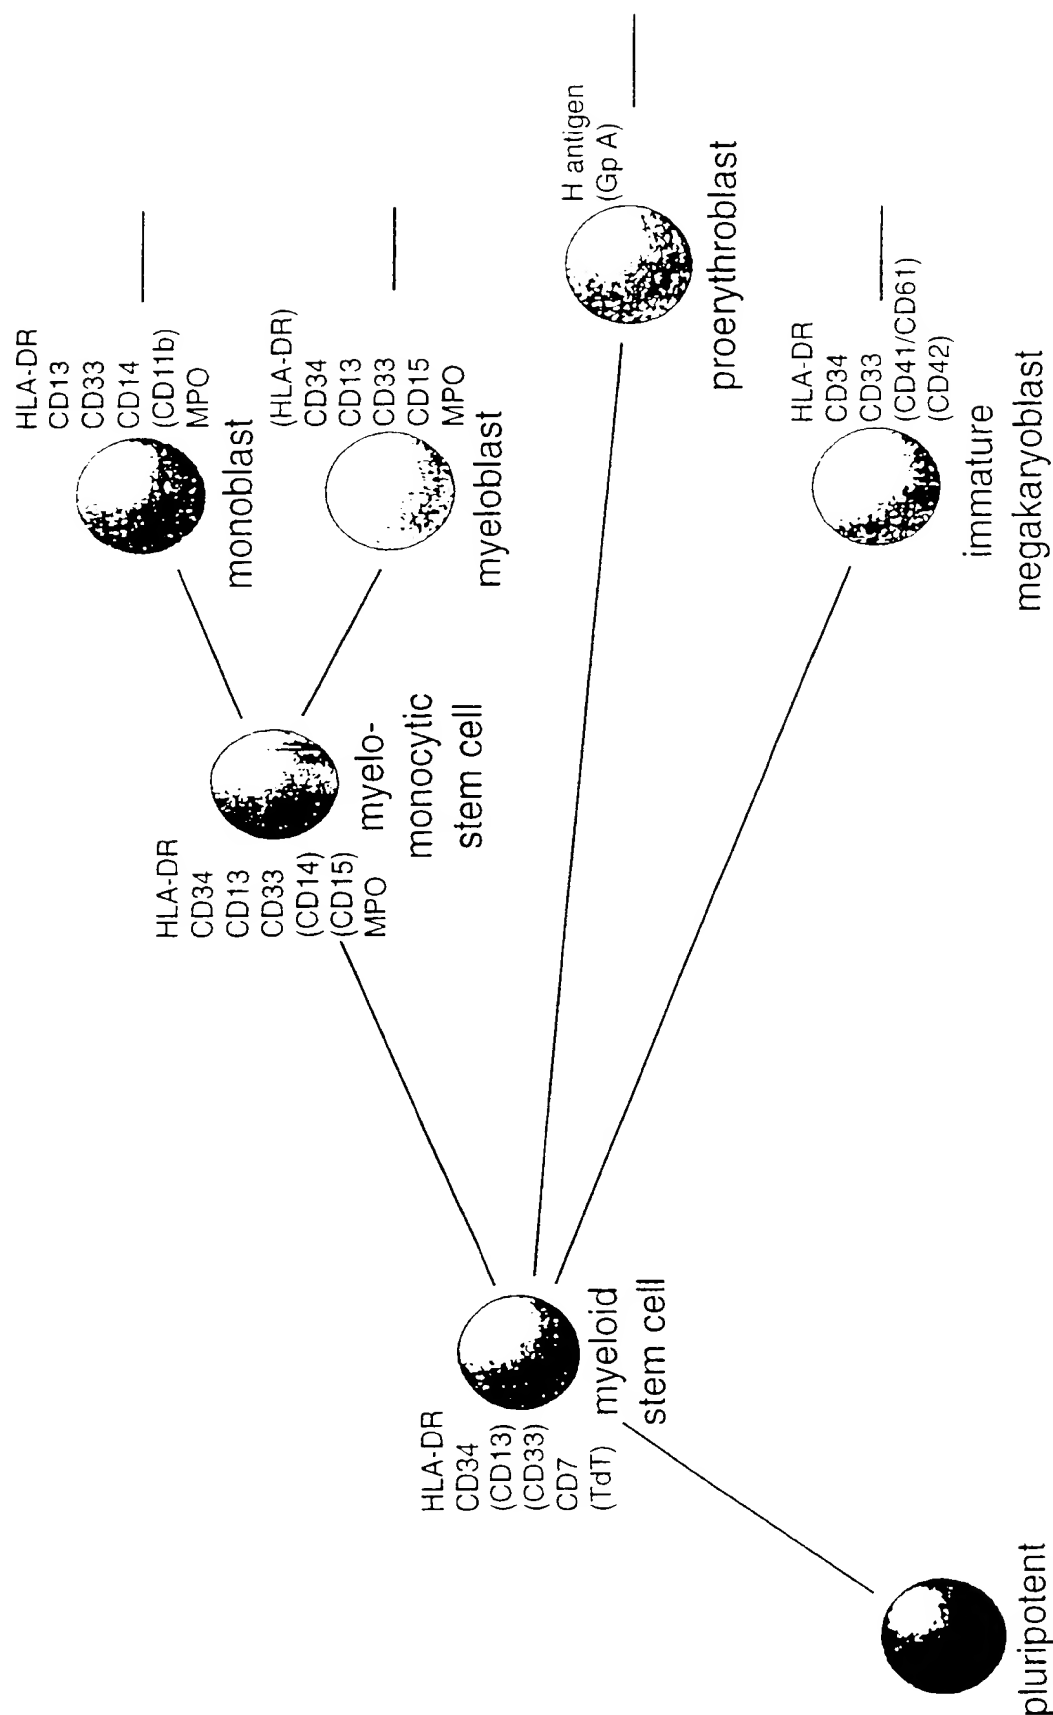 HLA-DR
CD13
CD33
CD14
(CD11b)
MPO
monoblast
(HLA-DR)
CD34
CD13
CD33
CD15
MPO
myeloblast
HLA-DR
CD34
CD13
CD33
(CD14)
(CD15)
MPO
myelo-
monocytic
stem cell
H antigen
(Gp A)
proerythroblast
HLA-DR
CD34
CD33
(CD41/CD61)
(CD42)
immature
megakaryoblast
HLA-DR
CD34
(CD13)
(CD33)
CD7
(TdT)
myeloid
stem cell
pluripotent